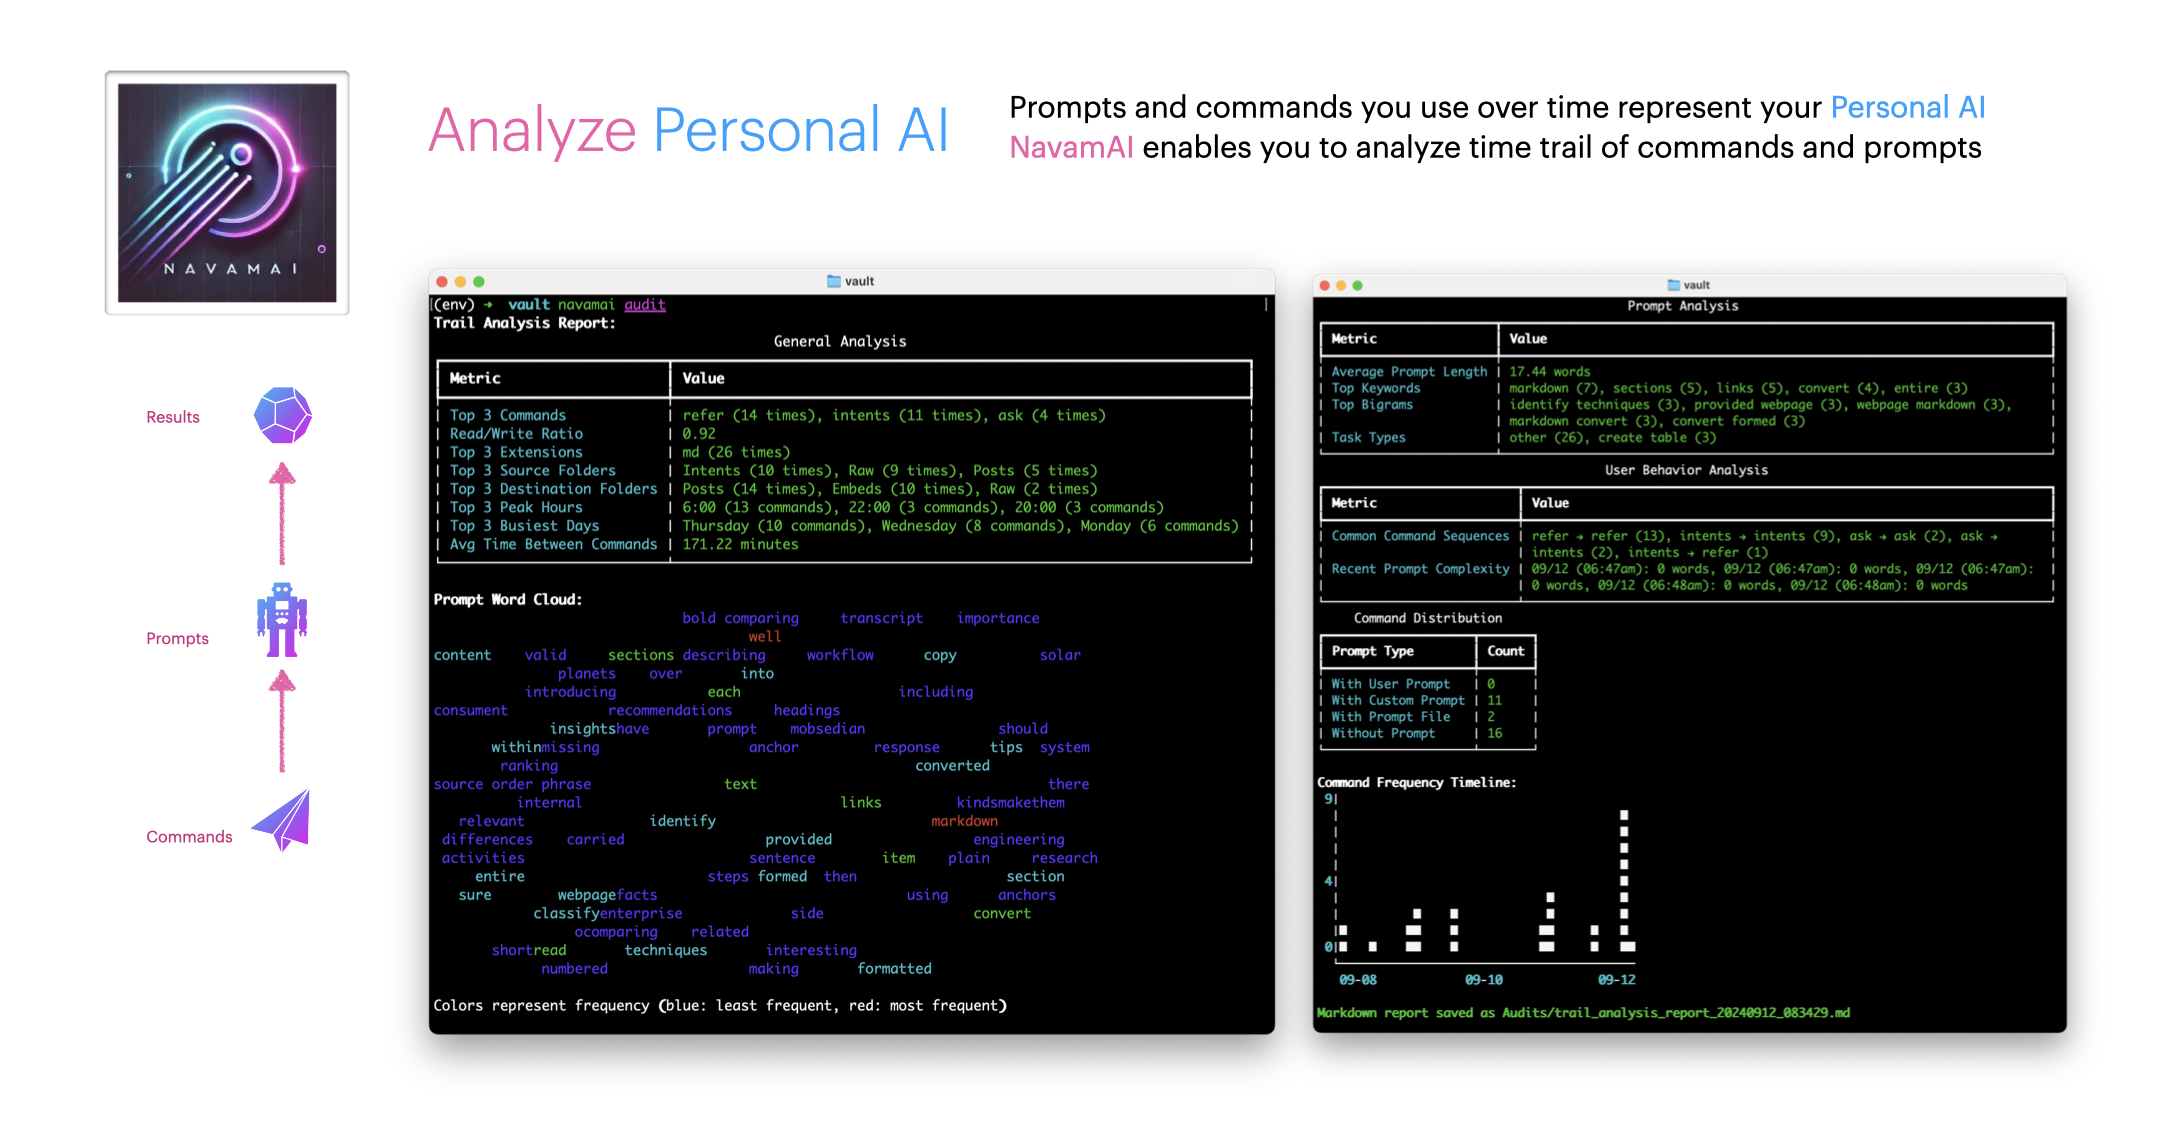 NAVAMAI
Analyze Personal AI
Prompts and commands you use over time represent your Personal AI
NavamAI enables you to analyze time trail of commands and prompts
Results
Prompts
Commands
vault
(env) → vault navamai audit
Trail Analysis Report:
General Analysis
Metric Value
Top 3 Commands refer (14 times), intents (11 times), ask (4 times)
Read/Write Ratio 0.92
Top 3 Extensions md (26 times)
Top 3 Source Folders Intents (10 times), Raw (9 times), Posts (5 times)
Top 3 Destination Folders Posts (14 times), Embeds (10 times), Raw (2 times)
Top 3 Peak Hours 6:00 (13 commands), 22:00 (3 commands), 20:00 (3 commands)
Top 3 Busiest Days Thursday (10 commands), Wednesday (8 commands), Monday (6 commands)
Avg Time Between Commands 171.22 minutes
Prompt Word Cloud:
bold comparing transcript importance
well
content valid sections describing workflow copy solar
planets over into
introducing each including
consument recommendations headings
insightshave prompt mobsedian should
withinmissing anchor response tips system
ranking converted
source order phrase text there
internal links kindsmakethem
relevant identify markdown
differences carried provided engineering
activities sentence item plain research
entire steps formed then section
sure webpagefacts using anchors
classifyenterprise side convert
ocomparing related
shortread techniques interesting
numbered making formatted
Colors represent frequency (blue: least frequent, red: most frequent)
vault
Prompt Analysis
Metric Value
Average Prompt Length 17.44 words
Top Keywords markdown (7), sections (5), links (5), convert (4), entire (3)
Top Bigrams identify techniques (3), provided webpage (3), webpage markdown (3),
markdown convert (3), convert formed (3)
Task Types other (26), create table (3)
User Behavior Analysis
Metric Value
Common Command Sequences refer → refer (13), intents → intents (9), ask → ask (2), ask →
intents (2), intents → refer (1)
Recent Prompt Complexity 09/12 (06:47am): 0 words, 09/12 (06:47am): 0 words, 09/12 (06:47am):
0 words, 09/12 (06:48am): 0 words, 09/12 (06:48am): 0 words
Command Distribution
Prompt Type Count
With User Prompt 0
With Custom Prompt 11
With Prompt File 2
Without Prompt 16
Command Frequency Timeline:
9
4
0
09-08 09-10 09-12
Markdown report saved as Audits/trail_analysis_report_20240912_083429.md